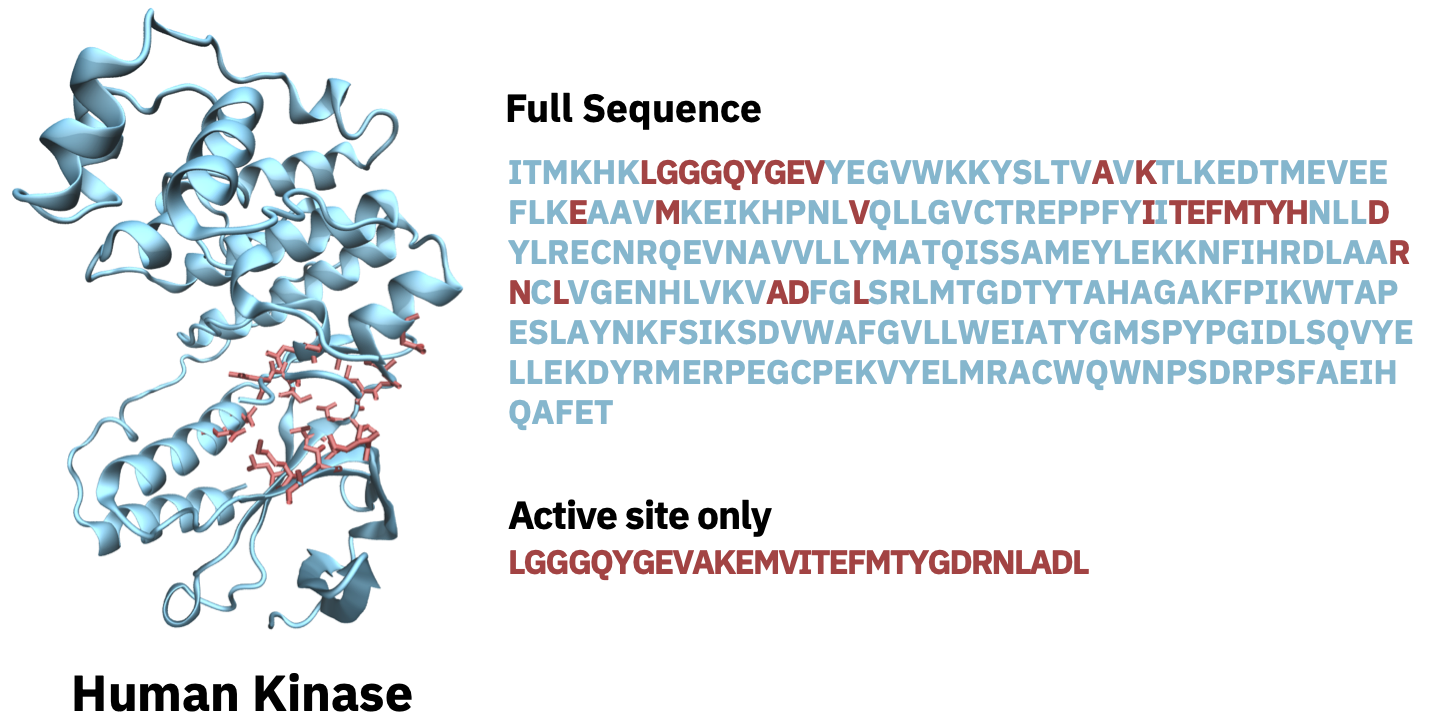 Full Sequence
ITMKHKLGGGQYGEVYEGVWKKYSLTVAVKTLKEDTMEVEE
FLKEAAVMKEIKHPNLVQLLGVCTREPPFYIITEFMTYHNLLD
YLRECNRQEVNAVVLLYMATQISSAMEYLEKKNFIHRDLAAR
NCLVGENHLVKVADFGLSRLMTGDTYTAHAGAKFPIKWTAP
ESLAYNKFSIKSDVWAFGVLLWEIATYGMSPYPGIDLSQVYE
LLEKDYRMERPEGCPEKVYELMRACWQWNPSDRPSFAEIH
QAFET
Active site only
LGGGQYGEVAKEMVITEFMTYGDRNLADL
Human Kinase